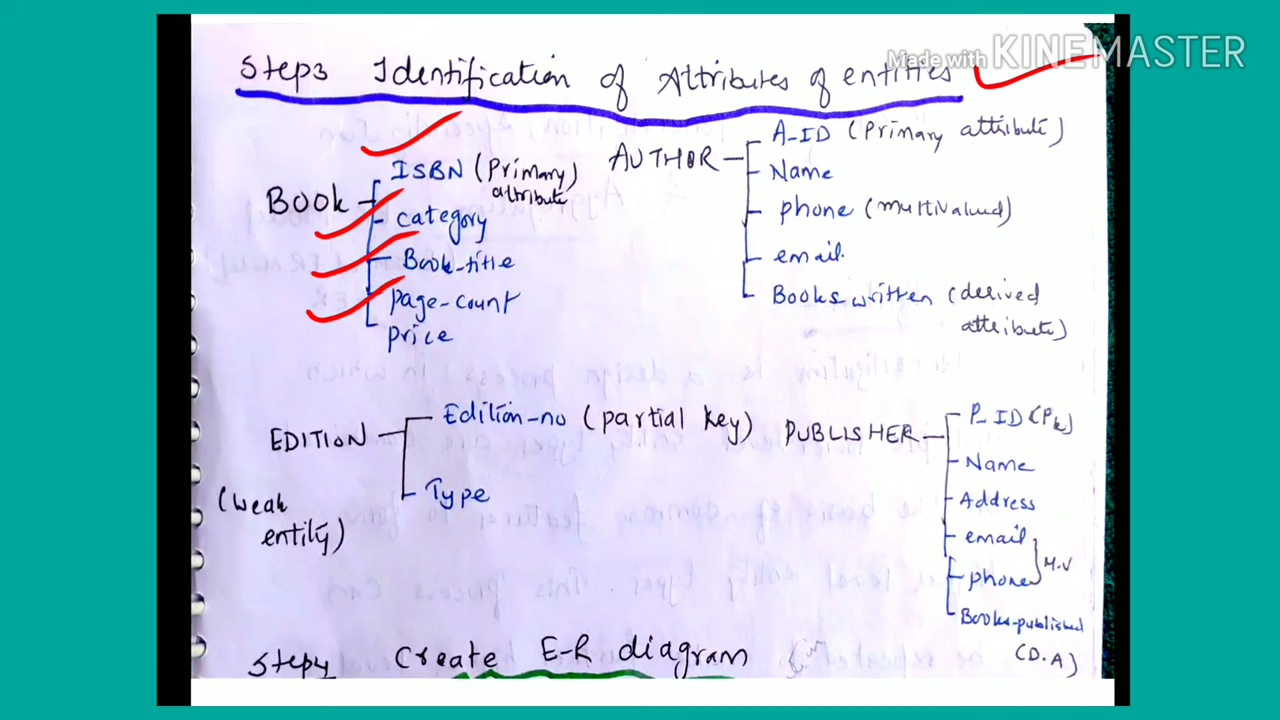 Made with KINEMASTER
Step3 Identification of Attributes of entities
BOOK
ISBN (Primary attribute)
category
Book-title
page-count
price
AUTHOR
A-ID (Primary attribute)
Name
phone (multivalued)
email
Books written (derived
attribute)
EDITION
(weak
entity)
Edition-no (partial key)
Type
PUBLISHER
P_ID (Pk)
Name
Address
email
phone
M.V
Books-published
(D.A)
Step4 Create E-R diagram